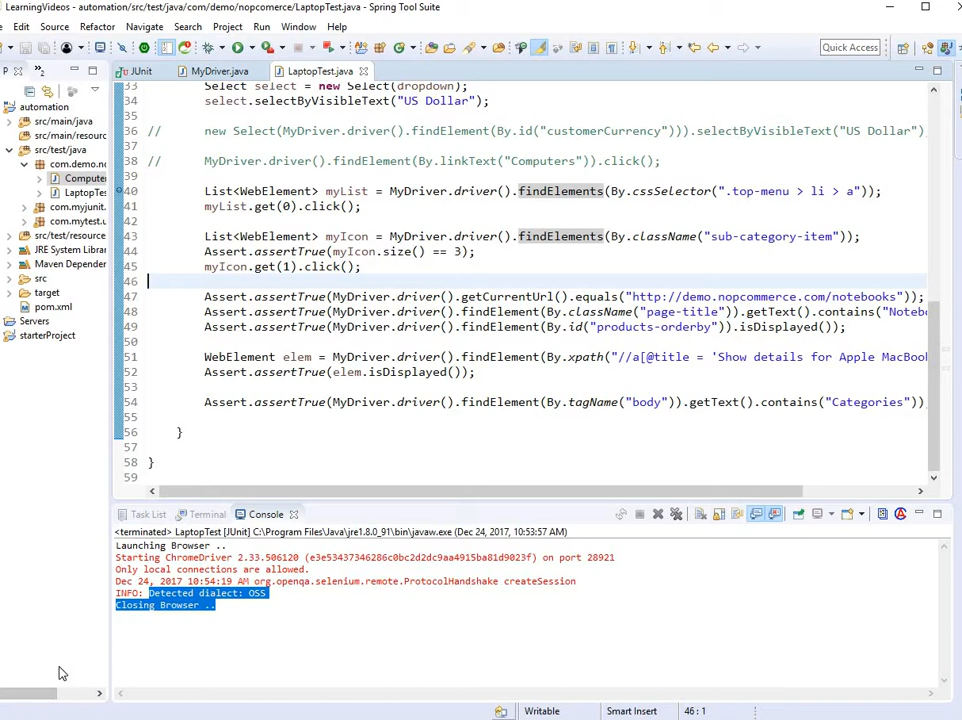 LearningVideos - automation/src/test/java/com/demo/nopcomerce/LaptopTest.java - Spring Tool Suite
Edit Source Refactor Navigate Search Project Run Window Help
Quick Access
P »2 JUnit MyDriver.java LaptopTest.java
automation
src/main/java
src/main/resourc
src/test/java
com.demo.no
Compute
LaptopTe
com.myjunit.
com.mytest.u
src/test/resource
JRE System Librar
Maven Depender
src
target
pom.xml
Servers
starterProject
33 Select select = new Select(dropdown);
34 select.selectByVisibleText("US Dollar");
35
36 // new Select(MyDriver.driver().findElement(By.id("customerCurrency"))).selectByVisibleText("US Dollar")
37
38 // MyDriver.driver().findElement(By.linkText("Computers")).click();
39
40 List<WebElement> myList = MyDriver.driver().findElements(By.cssSelector(".top-menu > li > a"));
41 myList.get(0).click();
42
43 List<WebElement> myIcon = MyDriver.driver().findElements(By.className("sub-category-item"));
44 Assert.assertTrue(myIcon.size() == 3);
45 myIcon.get(1).click();
46
47 Assert.assertTrue(MyDriver.driver().getCurrentUrl().equals("http://demo.nopcommerce.com/notebooks"));
48 Assert.assertTrue(MyDriver.driver().findElement(By.className("page-title")).getText().contains("Noteb
49 Assert.assertTrue(MyDriver.driver().findElement(By.id("products-orderby")).isDisplayed());
50
51 WebElement elem = MyDriver.driver().findElement(By.xpath("//a[@title = 'Show details for Apple MacBoo
52 Assert.assertTrue(elem.isDisplayed());
53
54 Assert.assertTrue(MyDriver.driver().findElement(By.tagName("body")).getText().contains("Categories"));
55
56 }
57
58 }
59
Task List Terminal Console
<terminated> LaptopTest [JUnit] C:\Program Files\Java\jre1.8.0_91\bin\javaw.exe (Dec 24, 2017, 10:53:57 AM)
Launching Browser ..
Starting ChromeDriver 2.33.506120 (e3e53437346286c0bc2d2dc9aa4915ba81d9023f) on port 28921
Only local connections are allowed.
Dec 24, 2017 10:54:19 AM org.openqa.selenium.remote.ProtocolHandshake createSession
INFO: Detected dialect: OSS
Closing Browser ..
Writable Smart Insert 46 : 1